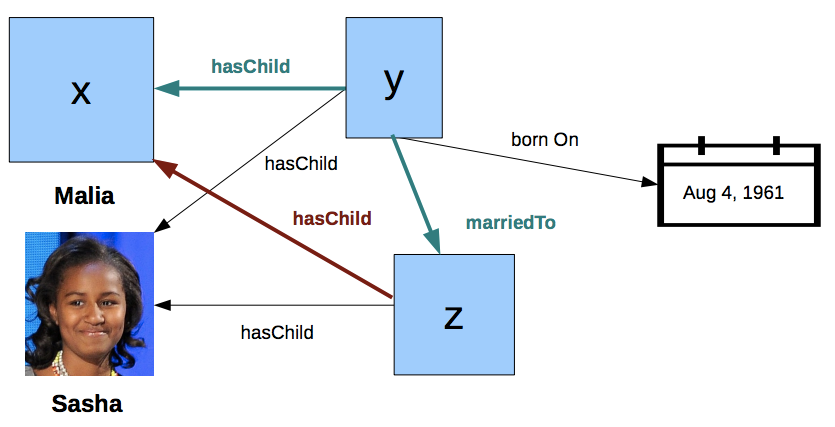 x
hasChild
y
born On
hasChild
Aug 4, 1961
Malia
hasChild
marriedTo
z
hasChild
Sasha